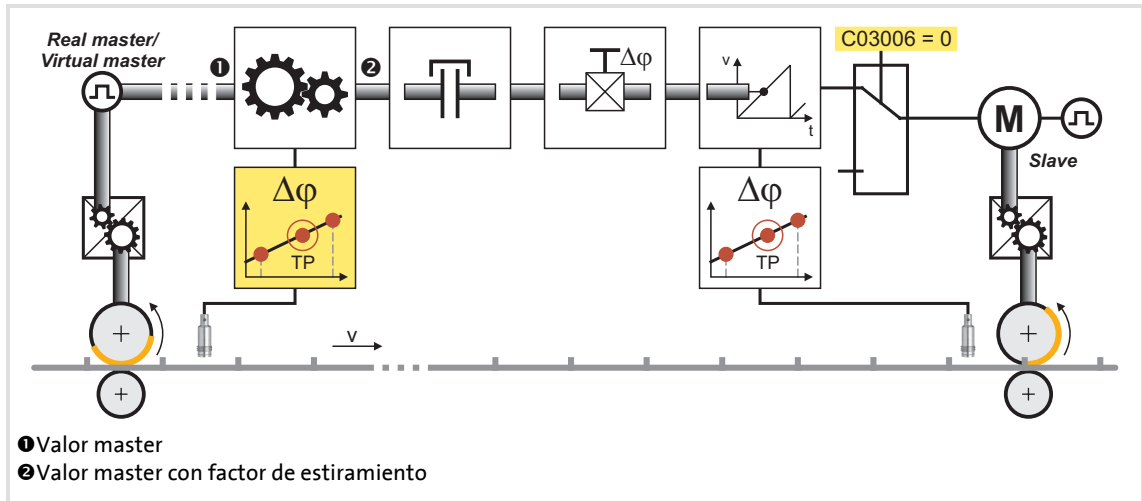 Real master/
Virtual master
❶
❷
Δφ
v
t
C03006 = 0
M
Slave
Δφ
TP
Δφ
TP
v
❶Valor master
❷Valor master con factor de estiramiento